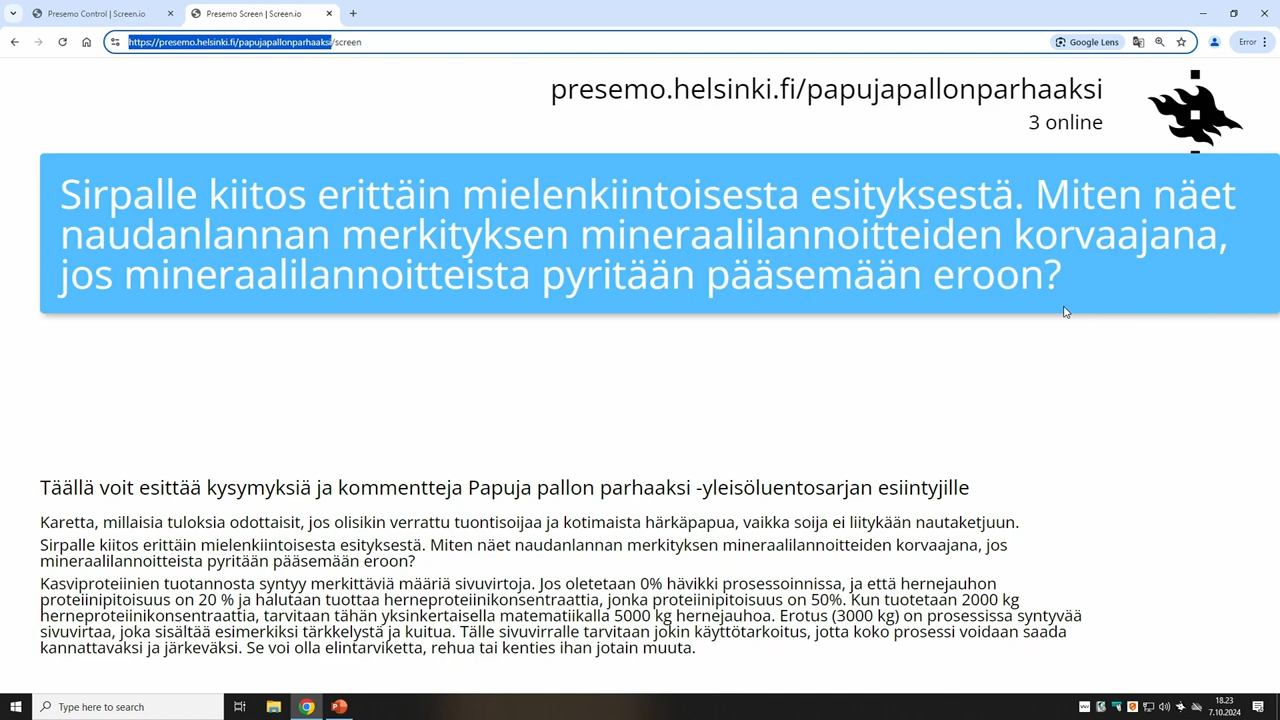 Presemo Control | Screen.io
Presemo Screen | Screen.io
https://presemo.helsinki.fi/papujapallonparhaaksi/screen
Google Lens
Error
presemo.helsinki.fi/papujapallonparhaaksi
3 online
Sirpalle kiitos erittäin mielenkiintoisesta esityksestä. Miten näet
naudanlannan merkityksen mineraalilannoitteiden korvaajana,
jos mineraalilannoitteista pyritään pääsemään eroon?
Täällä voit esittää kysymyksiä ja kommentteja Papuja pallon parhaaksi -yleisöluentosarjan esiintyjille
Karetta, millaisia tuloksia odottaisit, jos olisikin verrattu tuontisoijaa ja kotimaista härkäpapua, vaikka soija ei liitykään nautaketjuun.
Sirpalle kiitos erittäin mielenkiintoisesta esityksestä. Miten näet naudanlannan merkityksen mineraalilannoitteiden korvaajana, jos
mineraalilannoitteista pyritään pääsemään eroon?
Kasviproteiinien tuotannosta syntyy merkittäviä määriä sivuvirtoja. Jos oletetaan 0% hävikki prosessoinnissa, ja että hernejauhon
proteiinipitoisuus on 20 % ja halutaan tuottaa herneproteiinikonsentraattia, jonka proteiinipitoisuus on 50%. Kun tuotetaan 2000 kg
herneproteiinikonsentraattia, tarvitaan tähän yksinkertaisella matematiikalla 5000 kg hernejauhoa. Erotus (3000 kg) on prosessissa syntyvää
sivuvirtaa, joka sisältää esimerkiksi tärkkelystä ja kuitua. Tälle sivuvirralle tarvitaan jokin käyttötarkoitus, jotta koko prosessi voidaan saada
kannattavaksi ja järkeväksi. Se voi olla elintarviketta, rehua tai kenties ihan jotain muuta.
Type here to search
18.23
7.10.2024